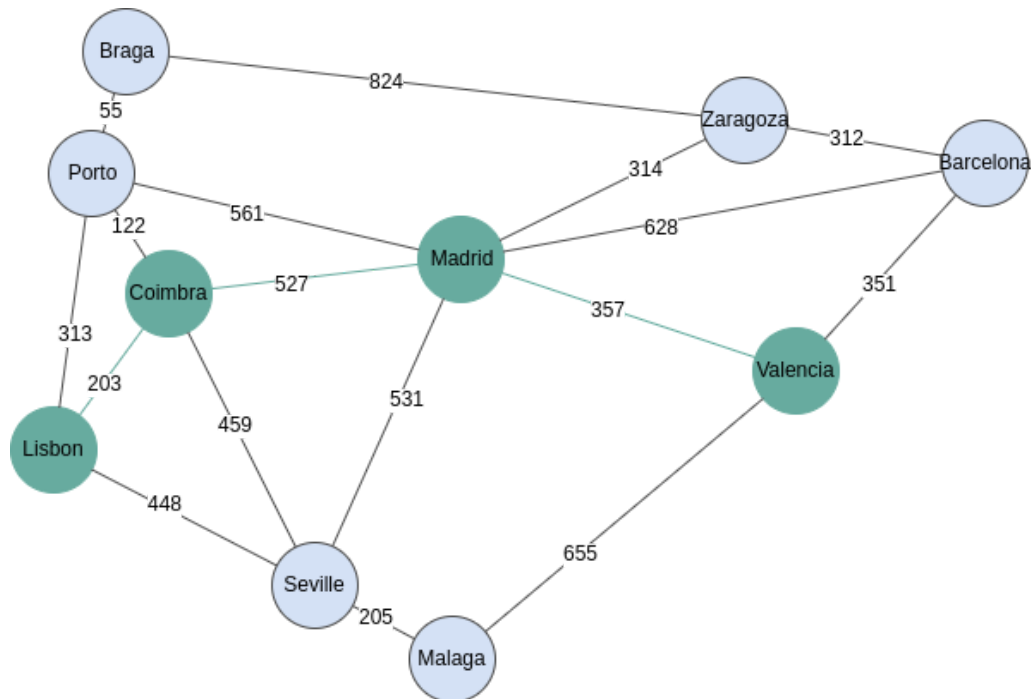 Braga
824
55
Zaragoza
312
Barcelona
Porto
314
561
628
122
Madrid
Coimbra
527
351
357
313
Valencia
203
531
459
Lisbon
448
655
Seville
205
Malaga